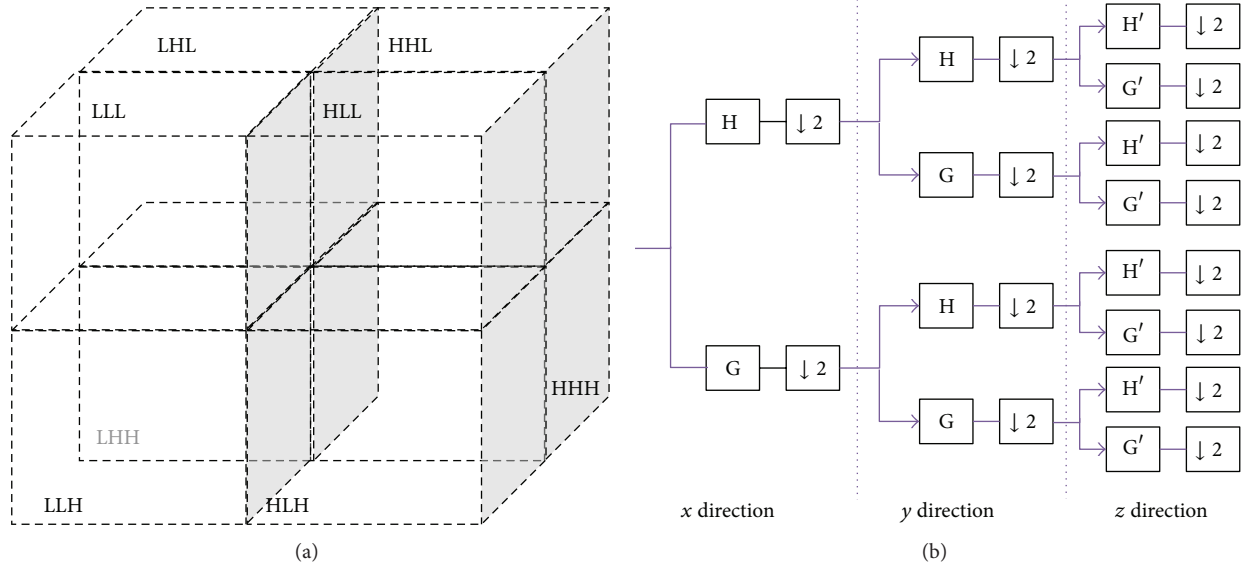 LHL
HHL
LLL
HLL
HHH
LHH
LLH
HLH
(a)
H
↓ 2
G
↓ 2
H
↓ 2
G
↓ 2
H
↓ 2
G
↓ 2
H′
↓ 2
G′
↓ 2
H′
↓ 2
G′
↓ 2
H′
↓ 2
G′
↓ 2
H′
↓ 2
G′
↓ 2
x direction
y direction
z direction
(b)